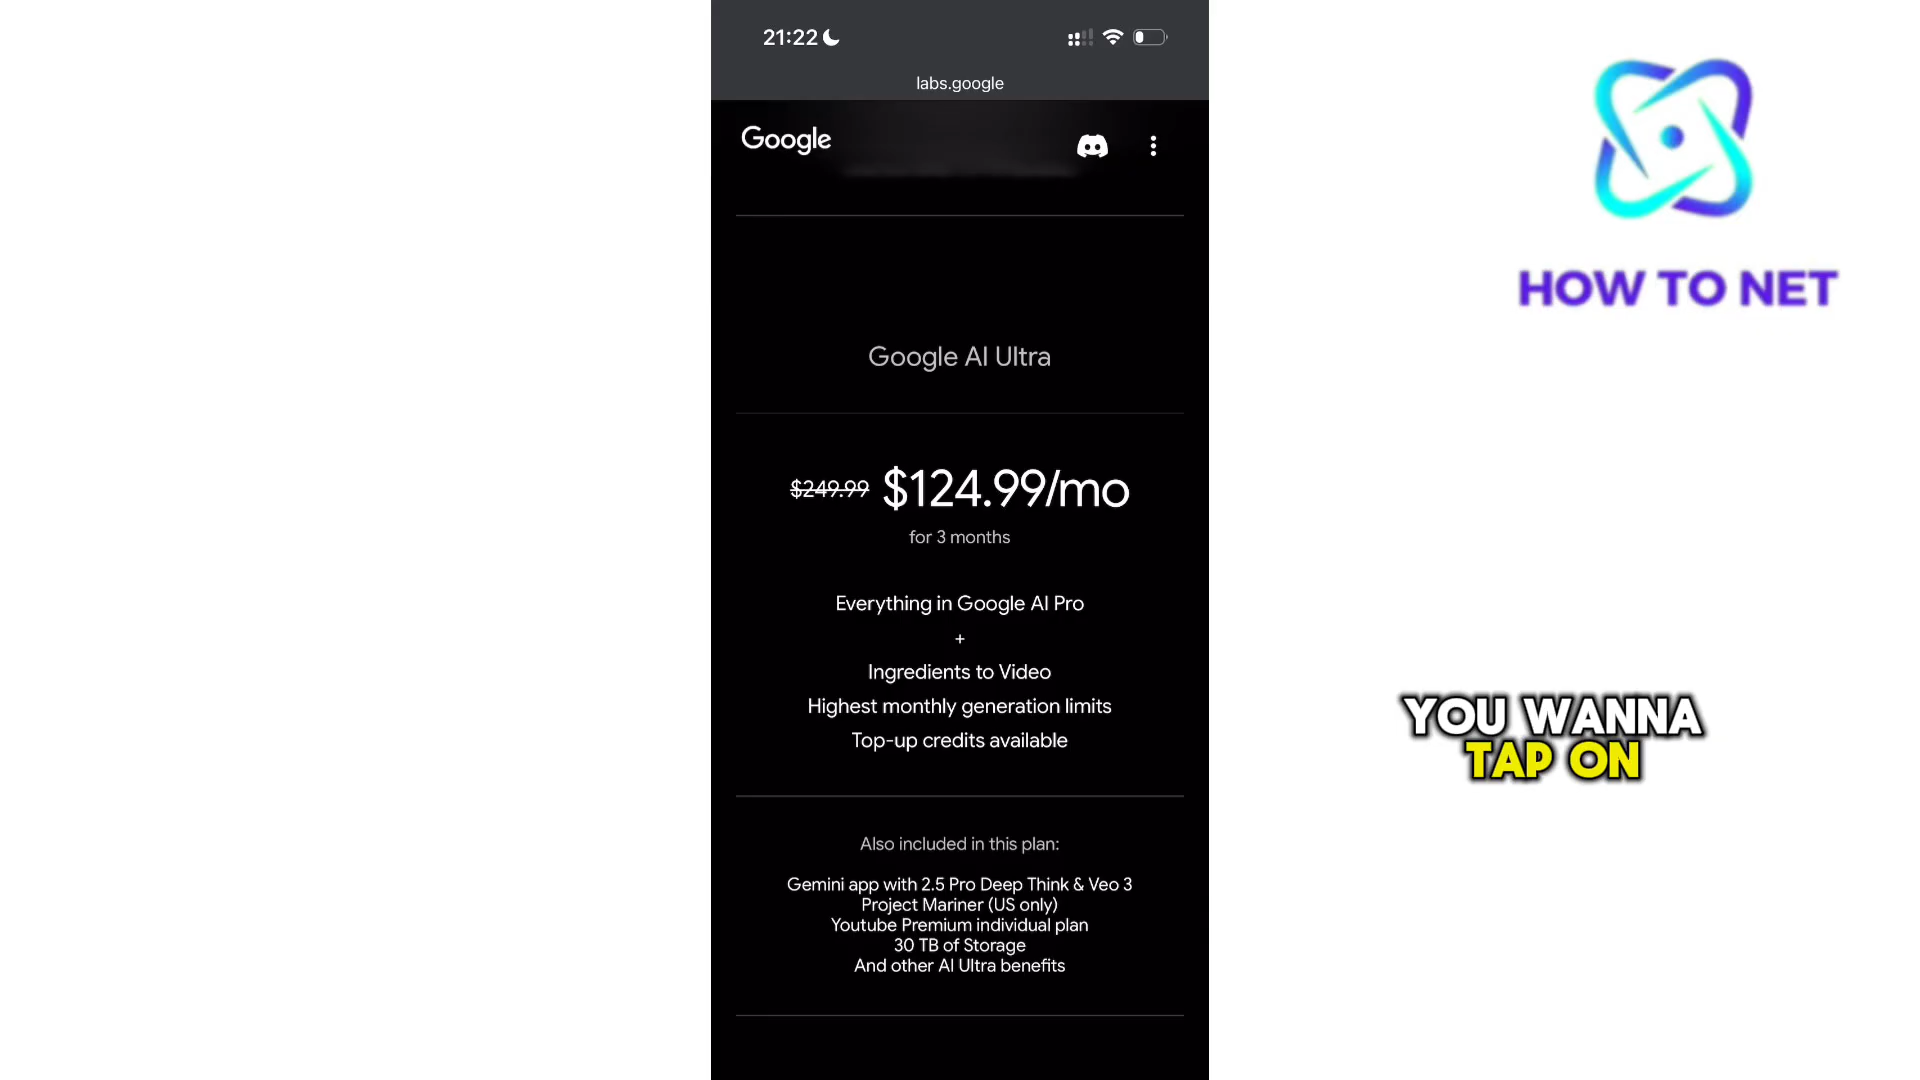 21:22
labs.google
Google
Google AI Ultra
$249.99 $124.99/mo
for 3 months
Everything in Google AI Pro
+
Ingredients to Video
Highest monthly generation limits
Top-up credits available
Also included in this plan:
Gemini app with 2.5 Pro Deep Think & Veo 3
Project Mariner (US only)
Youtube Premium individual plan
30 TB of Storage
And other AI Ultra benefits
HOW TO NET
YOU WANNA
TAP ON